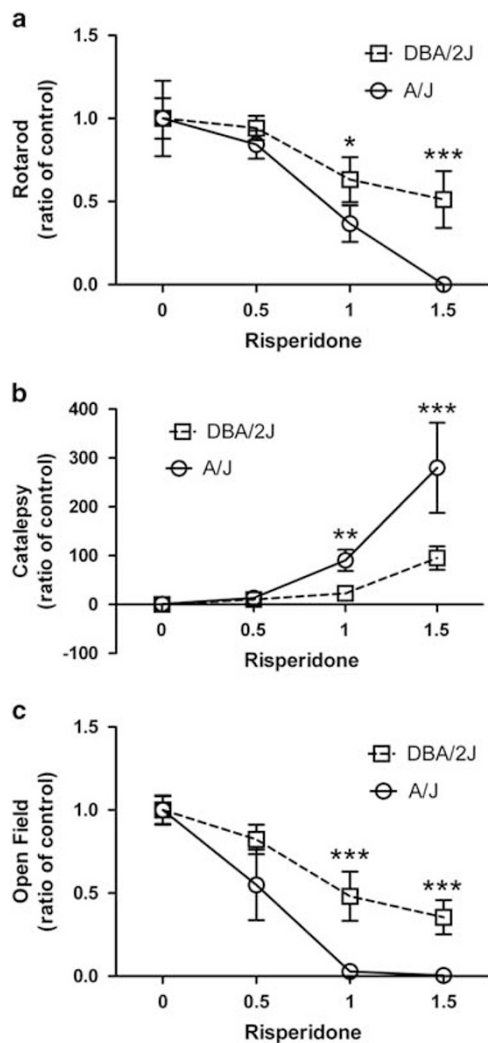 a
1.5
DBA/2J
A/J
1.0
*
***
0.5
0.0
Rotarod
(ratio of control)
0 0.5 1 1.5
Risperidone
b
400
***
DBA/2J
300
A/J
200
**
100
0
-100
Catalepsy
(ratio of control)
0 0.5 1 1.5
Risperidone
c
1.5
DBA/2J
A/J
1.0
***
***
0.5
0.0
Open Field
(ratio of control)
0 0.5 1 1.5
Risperidone